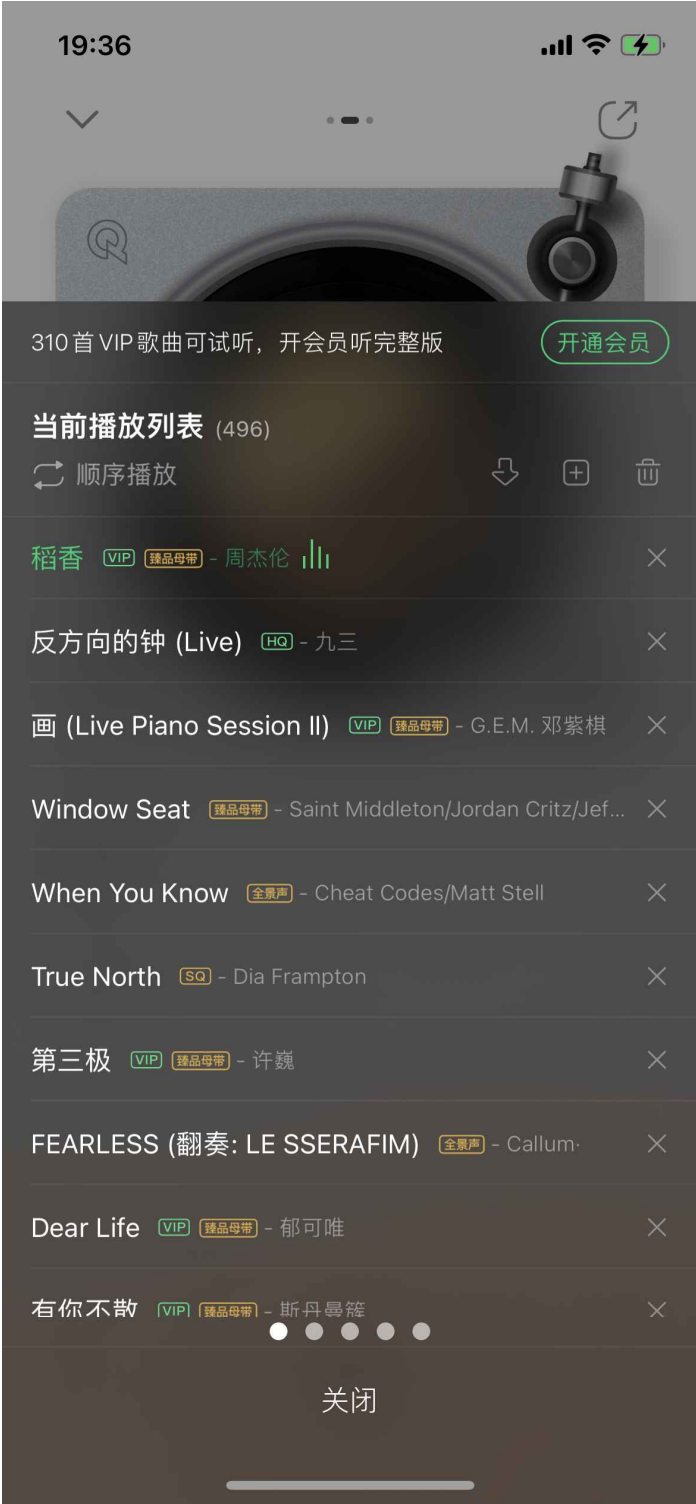 19:36
310首VIP歌曲可试听，开会员听完整版 开通会员
当前播放列表 (496)
顺序播放
稻香 VIP 臻品母带 - 周杰伦
反方向的钟 (Live) HQ - 九三
画 (Live Piano Session II) VIP 臻品母带 - G.E.M. 邓紫棋
Window Seat 臻品母带 - Saint Middleton/Jordan Critz/Jef...
When You Know 全景声 - Cheat Codes/Matt Stell
True North SQ - Dia Frampton
第三极 VIP 臻品母带 - 许巍
FEARLESS (翻奏: LE SSERAFIM) 全景声 - Callum·
Dear Life VIP 臻品母带 - 郁可唯
有你不散 VIP 臻品母带 - 斯丹曼簇
关闭